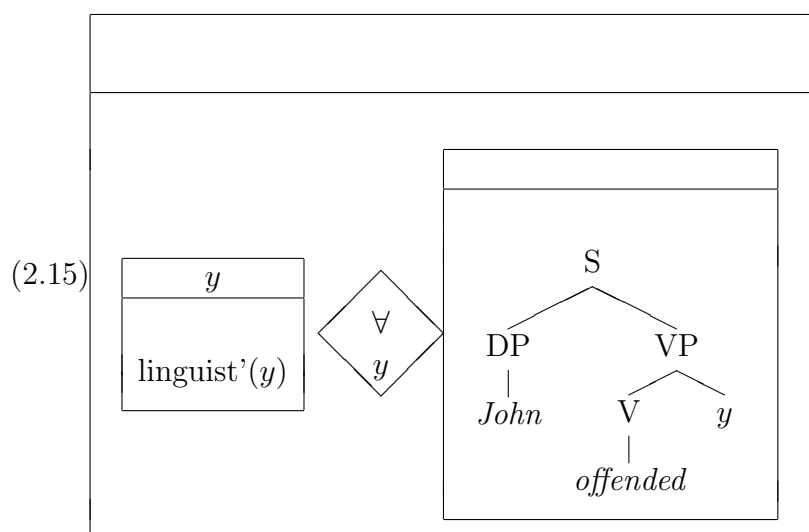 S
(2.15)
y
∀
DP VP
linguist'(y)
y
John V y
offended